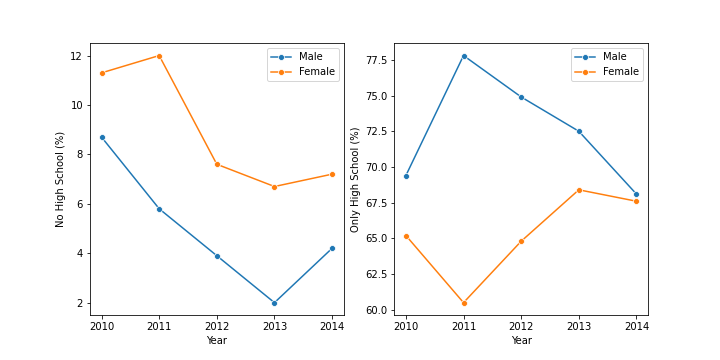 No High School (%)
12
10
8
6
4
2
2010 2011 2012 2013 2014
Year
Male
Female
Only High School (%)
77.5
75.0
72.5
70.0
67.5
65.0
62.5
60.0
2010 2011 2012 2013 2014
Year
Male
Female